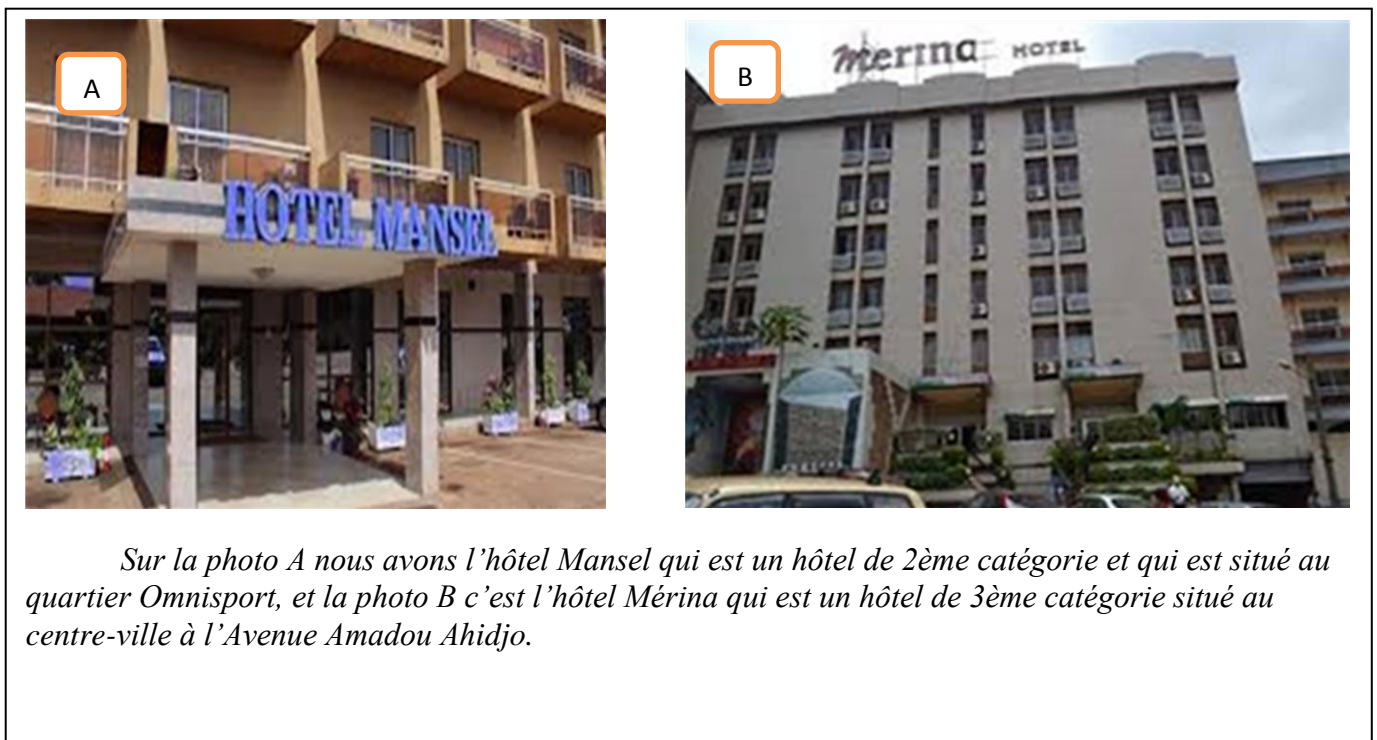 A
HÔTEL MANSEL
B
merina HOTEL
Sur la photo A nous avons l’hôtel Mansel qui est un hôtel de 2ème catégorie et qui est situé au
quartier Omnisport, et la photo B c’est l’hôtel Mérina qui est un hôtel de 3ème catégorie situé au
centre-ville à l’Avenue Amadou Ahidjo.